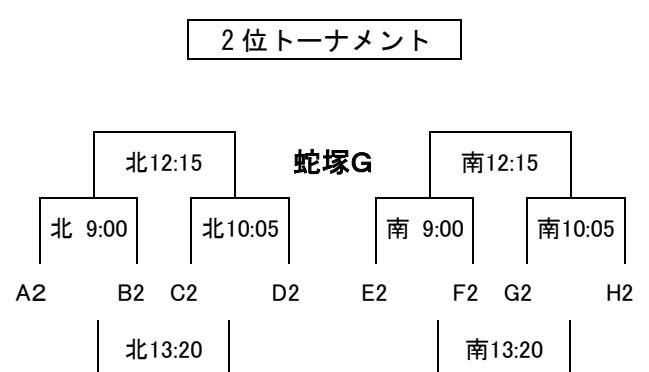 2位トーナメント
北12:15 蛇塚G 南12:15
北 9:00 北10:05 南 9:00 南10:05
A2 B2 C2 D2 E2 F2 G2 H2
北13:20 南13:20